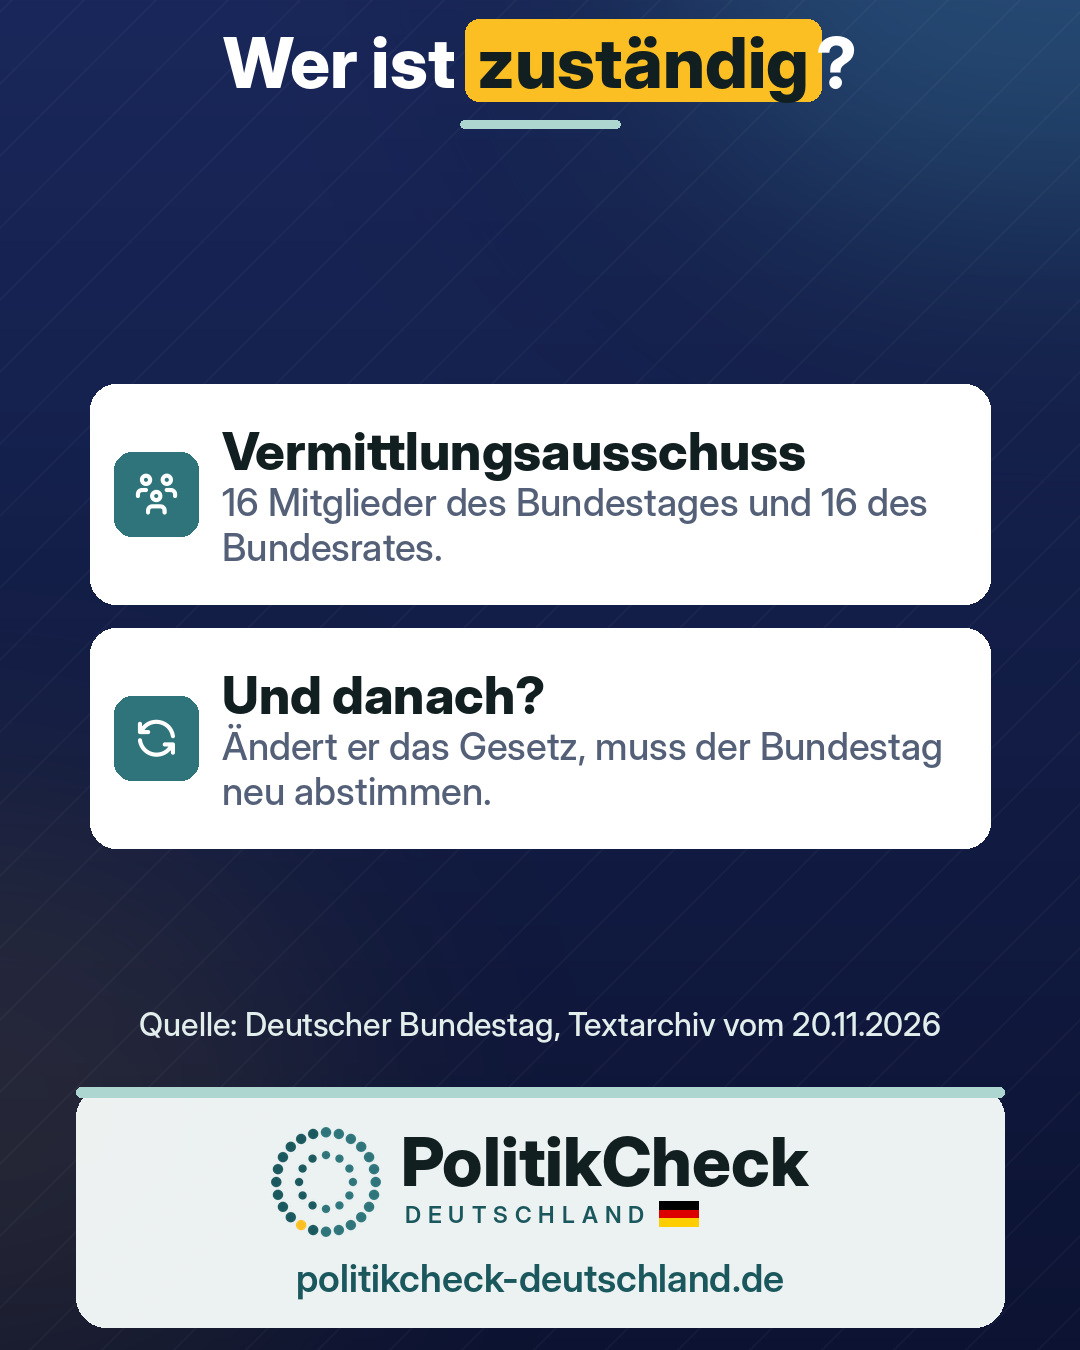 Wer ist zuständig?
Vermittlungsausschuss
16 Mitglieder des Bundestages und 16 des
Bundesrates.
Und danach?
Ändert er das Gesetz, muss der Bundestag
neu abstimmen.
Quelle: Deutscher Bundestag, Textarchiv vom 20.11.2026
PolitikCheck
DEUTSCHLAND
politikcheck-deutschland.de